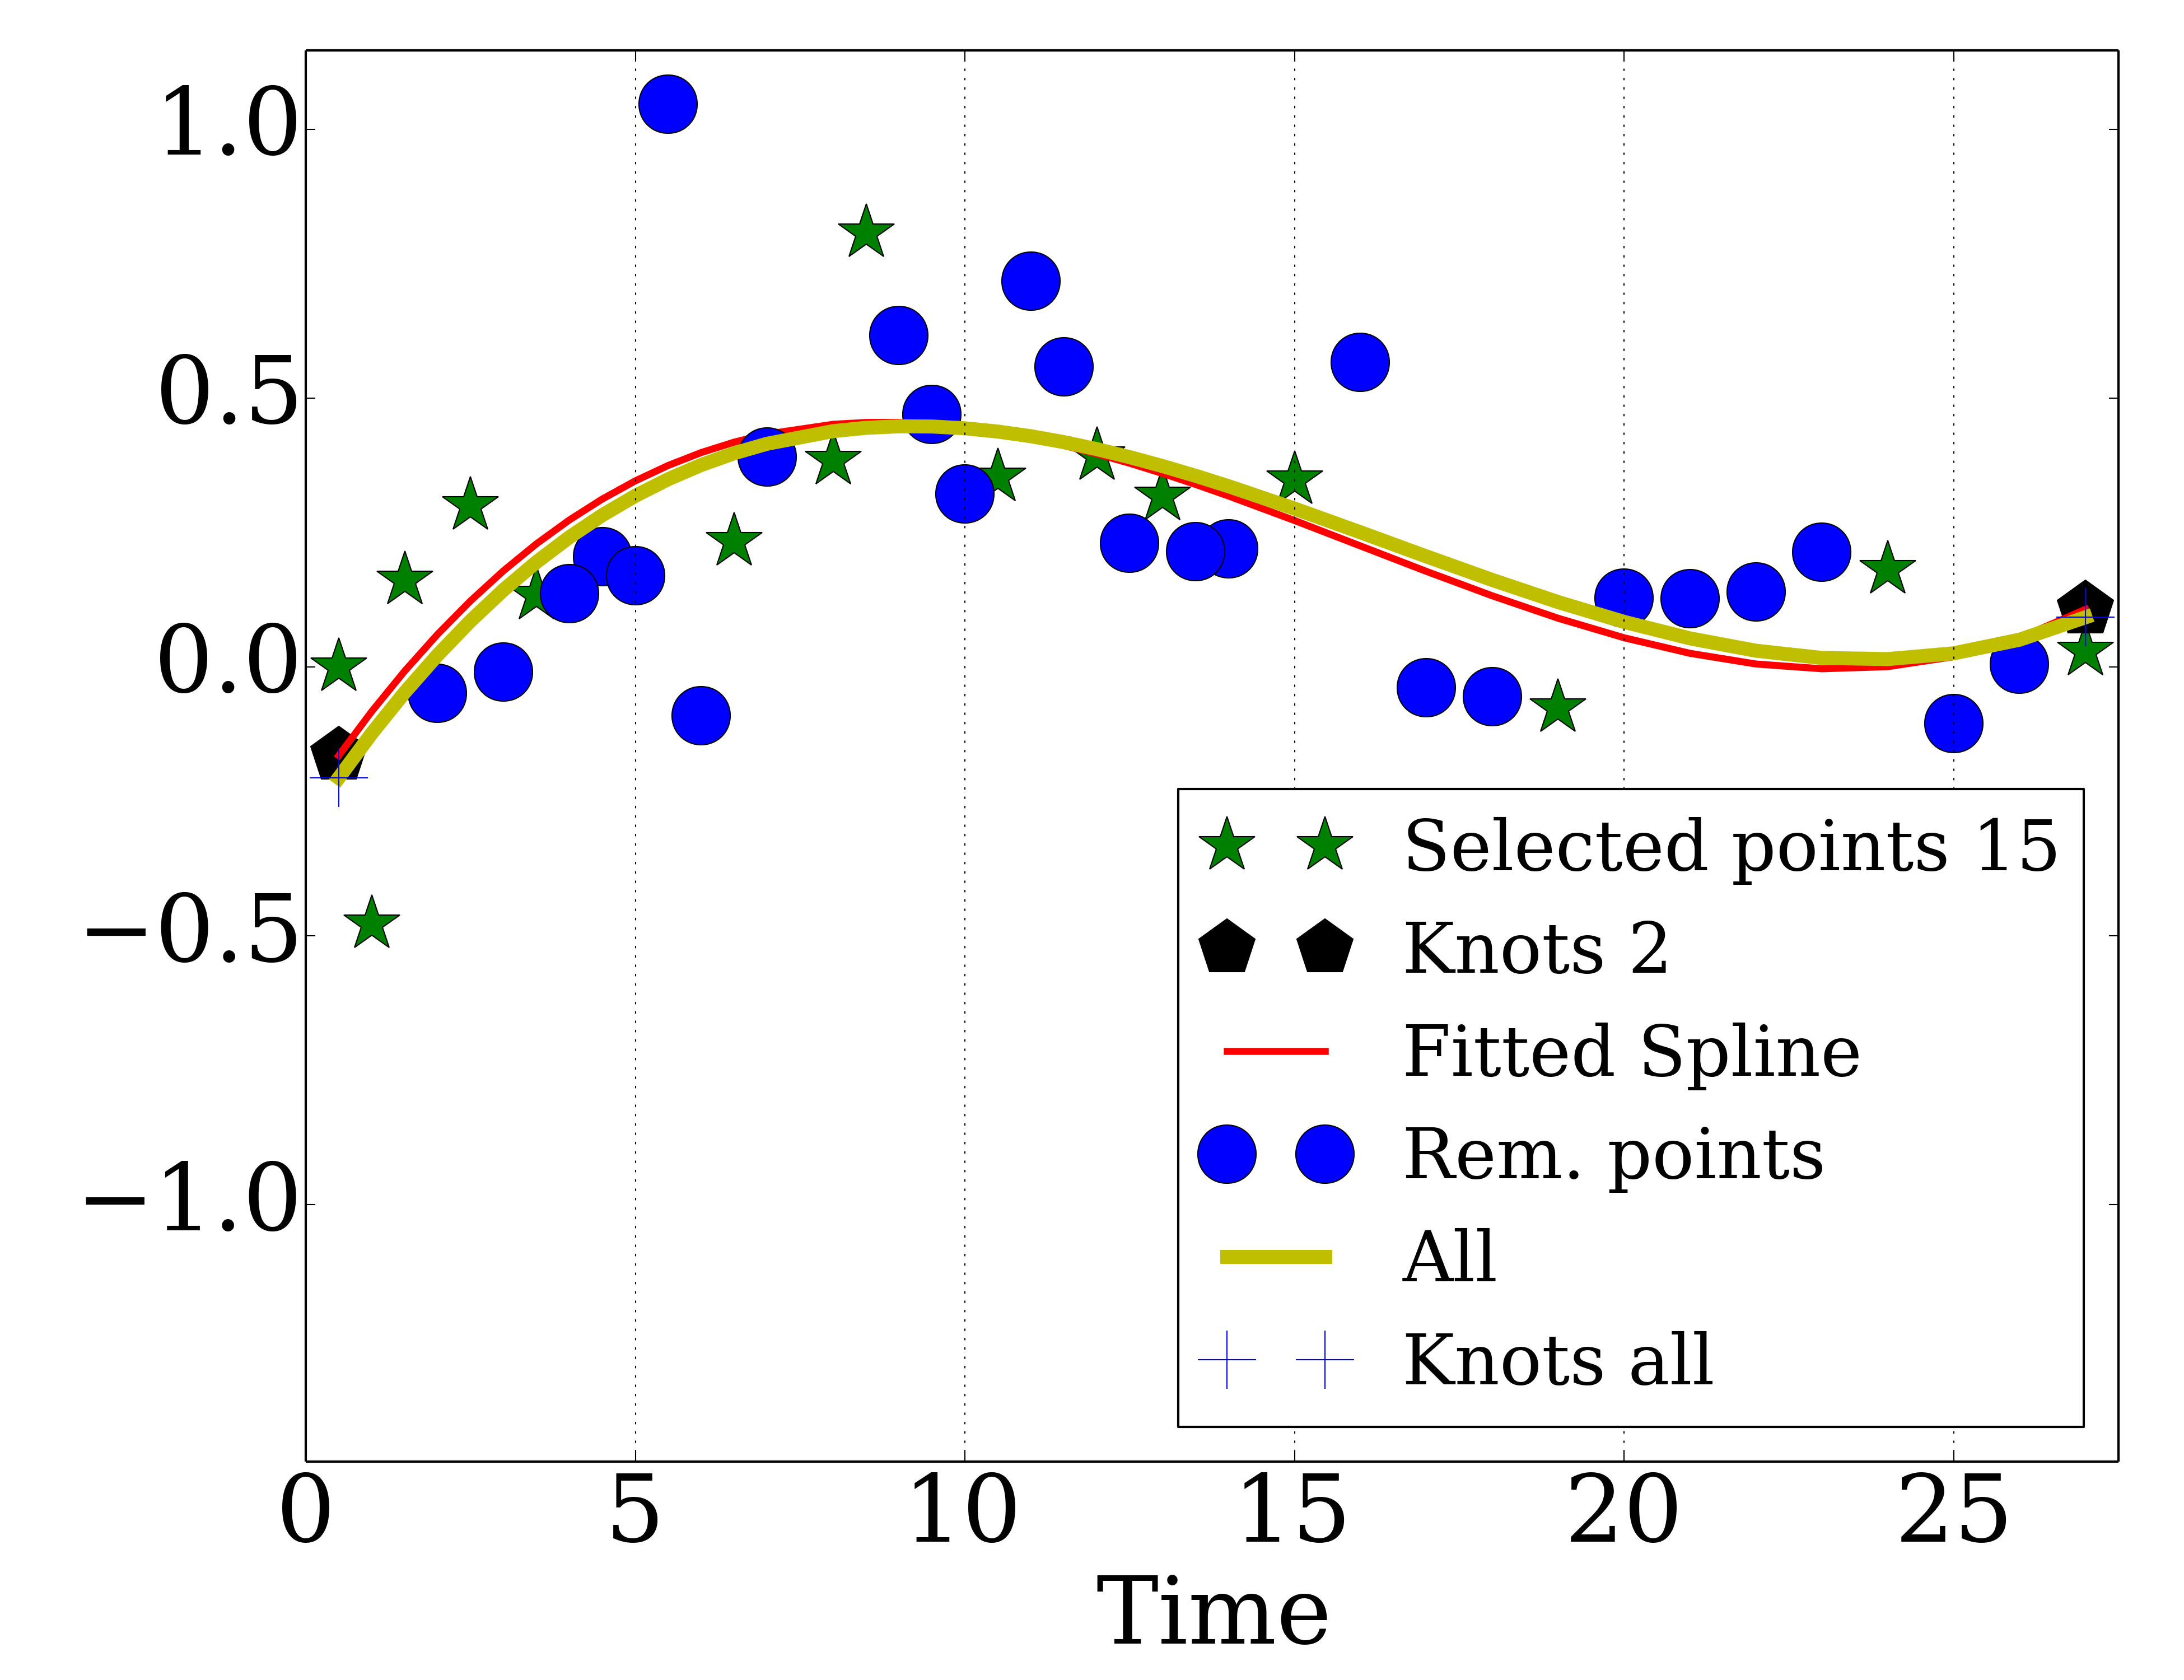 1.0
0.5
0.0
−0.5
−1.0
0 5 10 15 20 25
Time
Selected points 15
Knots 2
Fitted Spline
Rem. points
All
Knots all